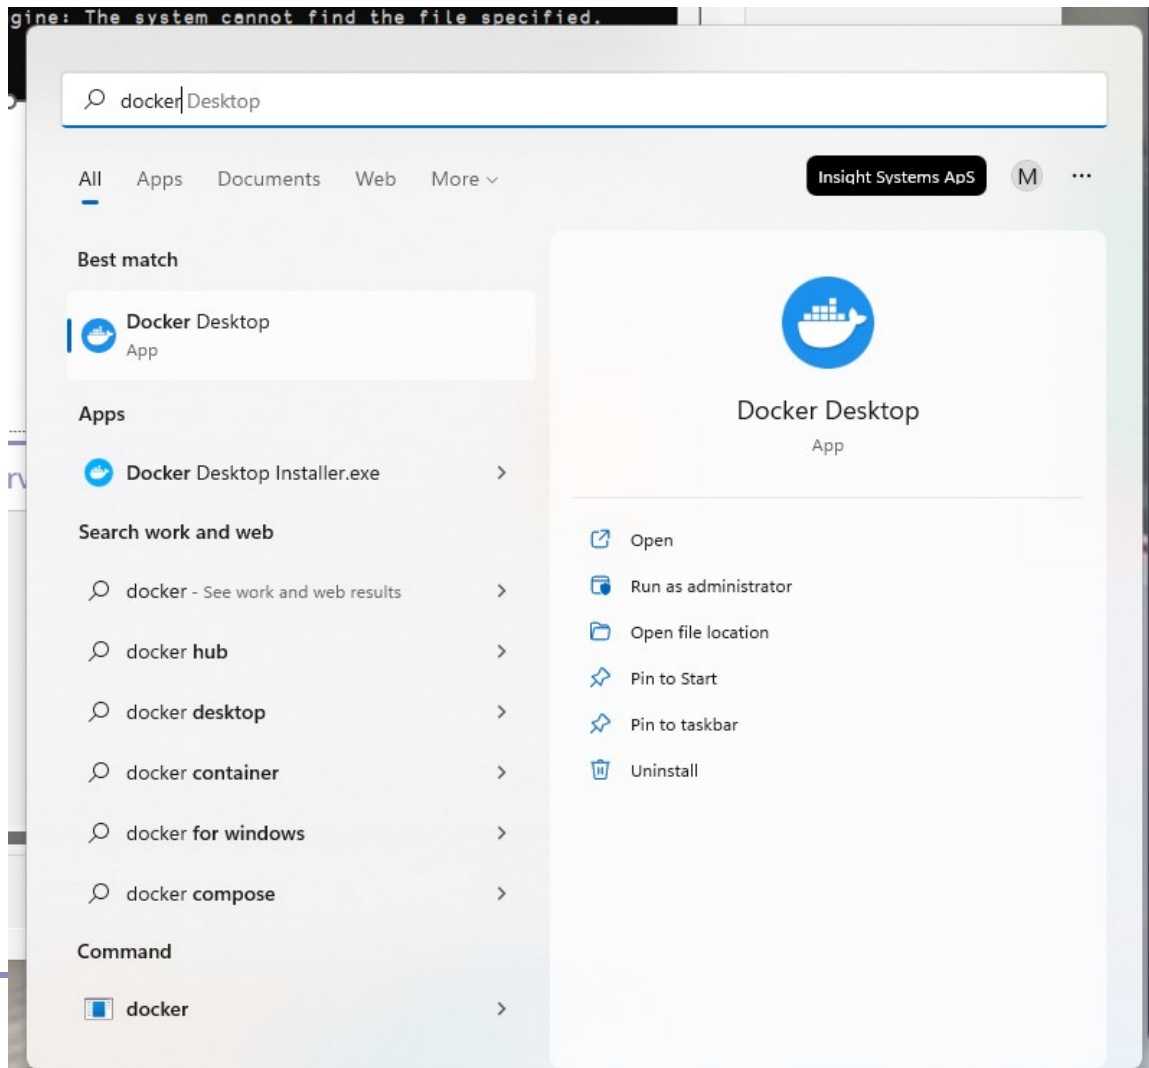 gine: The system cannot find the file specified.
docker Desktop
All Apps Documents Web More
Insight Systems ApS
M
Best match
Docker Desktop
App
Apps
Docker Desktop Installer.exe
Search work and web
docker - See work and web results
docker hub
docker desktop
docker container
docker for windows
docker compose
Command
docker
Docker Desktop
App
Open
Run as administrator
Open file location
Pin to Start
Pin to taskbar
Uninstall